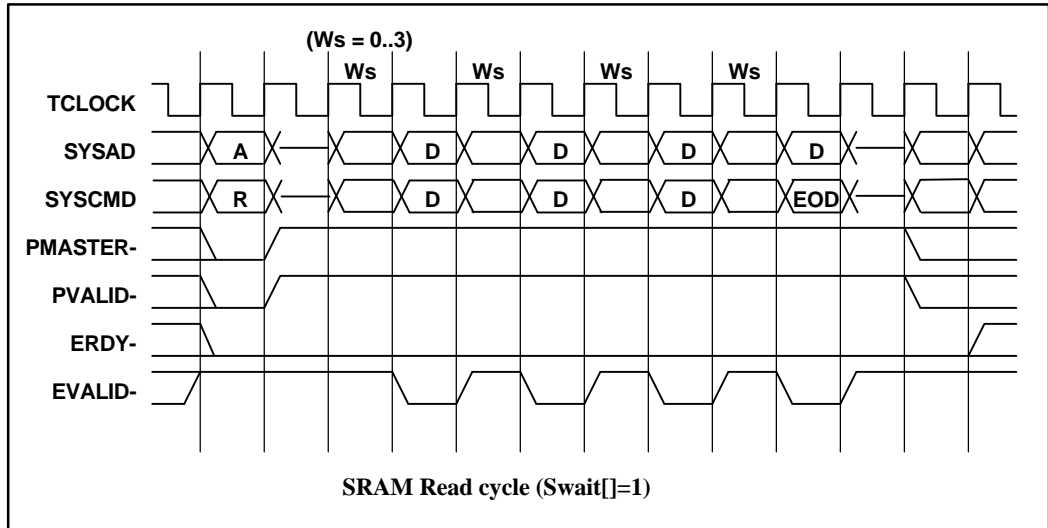 (Ws = 0..3)
Ws Ws Ws Ws
TCLOCK
SYSAD A D D D D
SYSCMD R D D D EOD
PMASTER-
PVALID-
ERDY-
EVALID-
SRAM Read cycle (Swait[]=1)